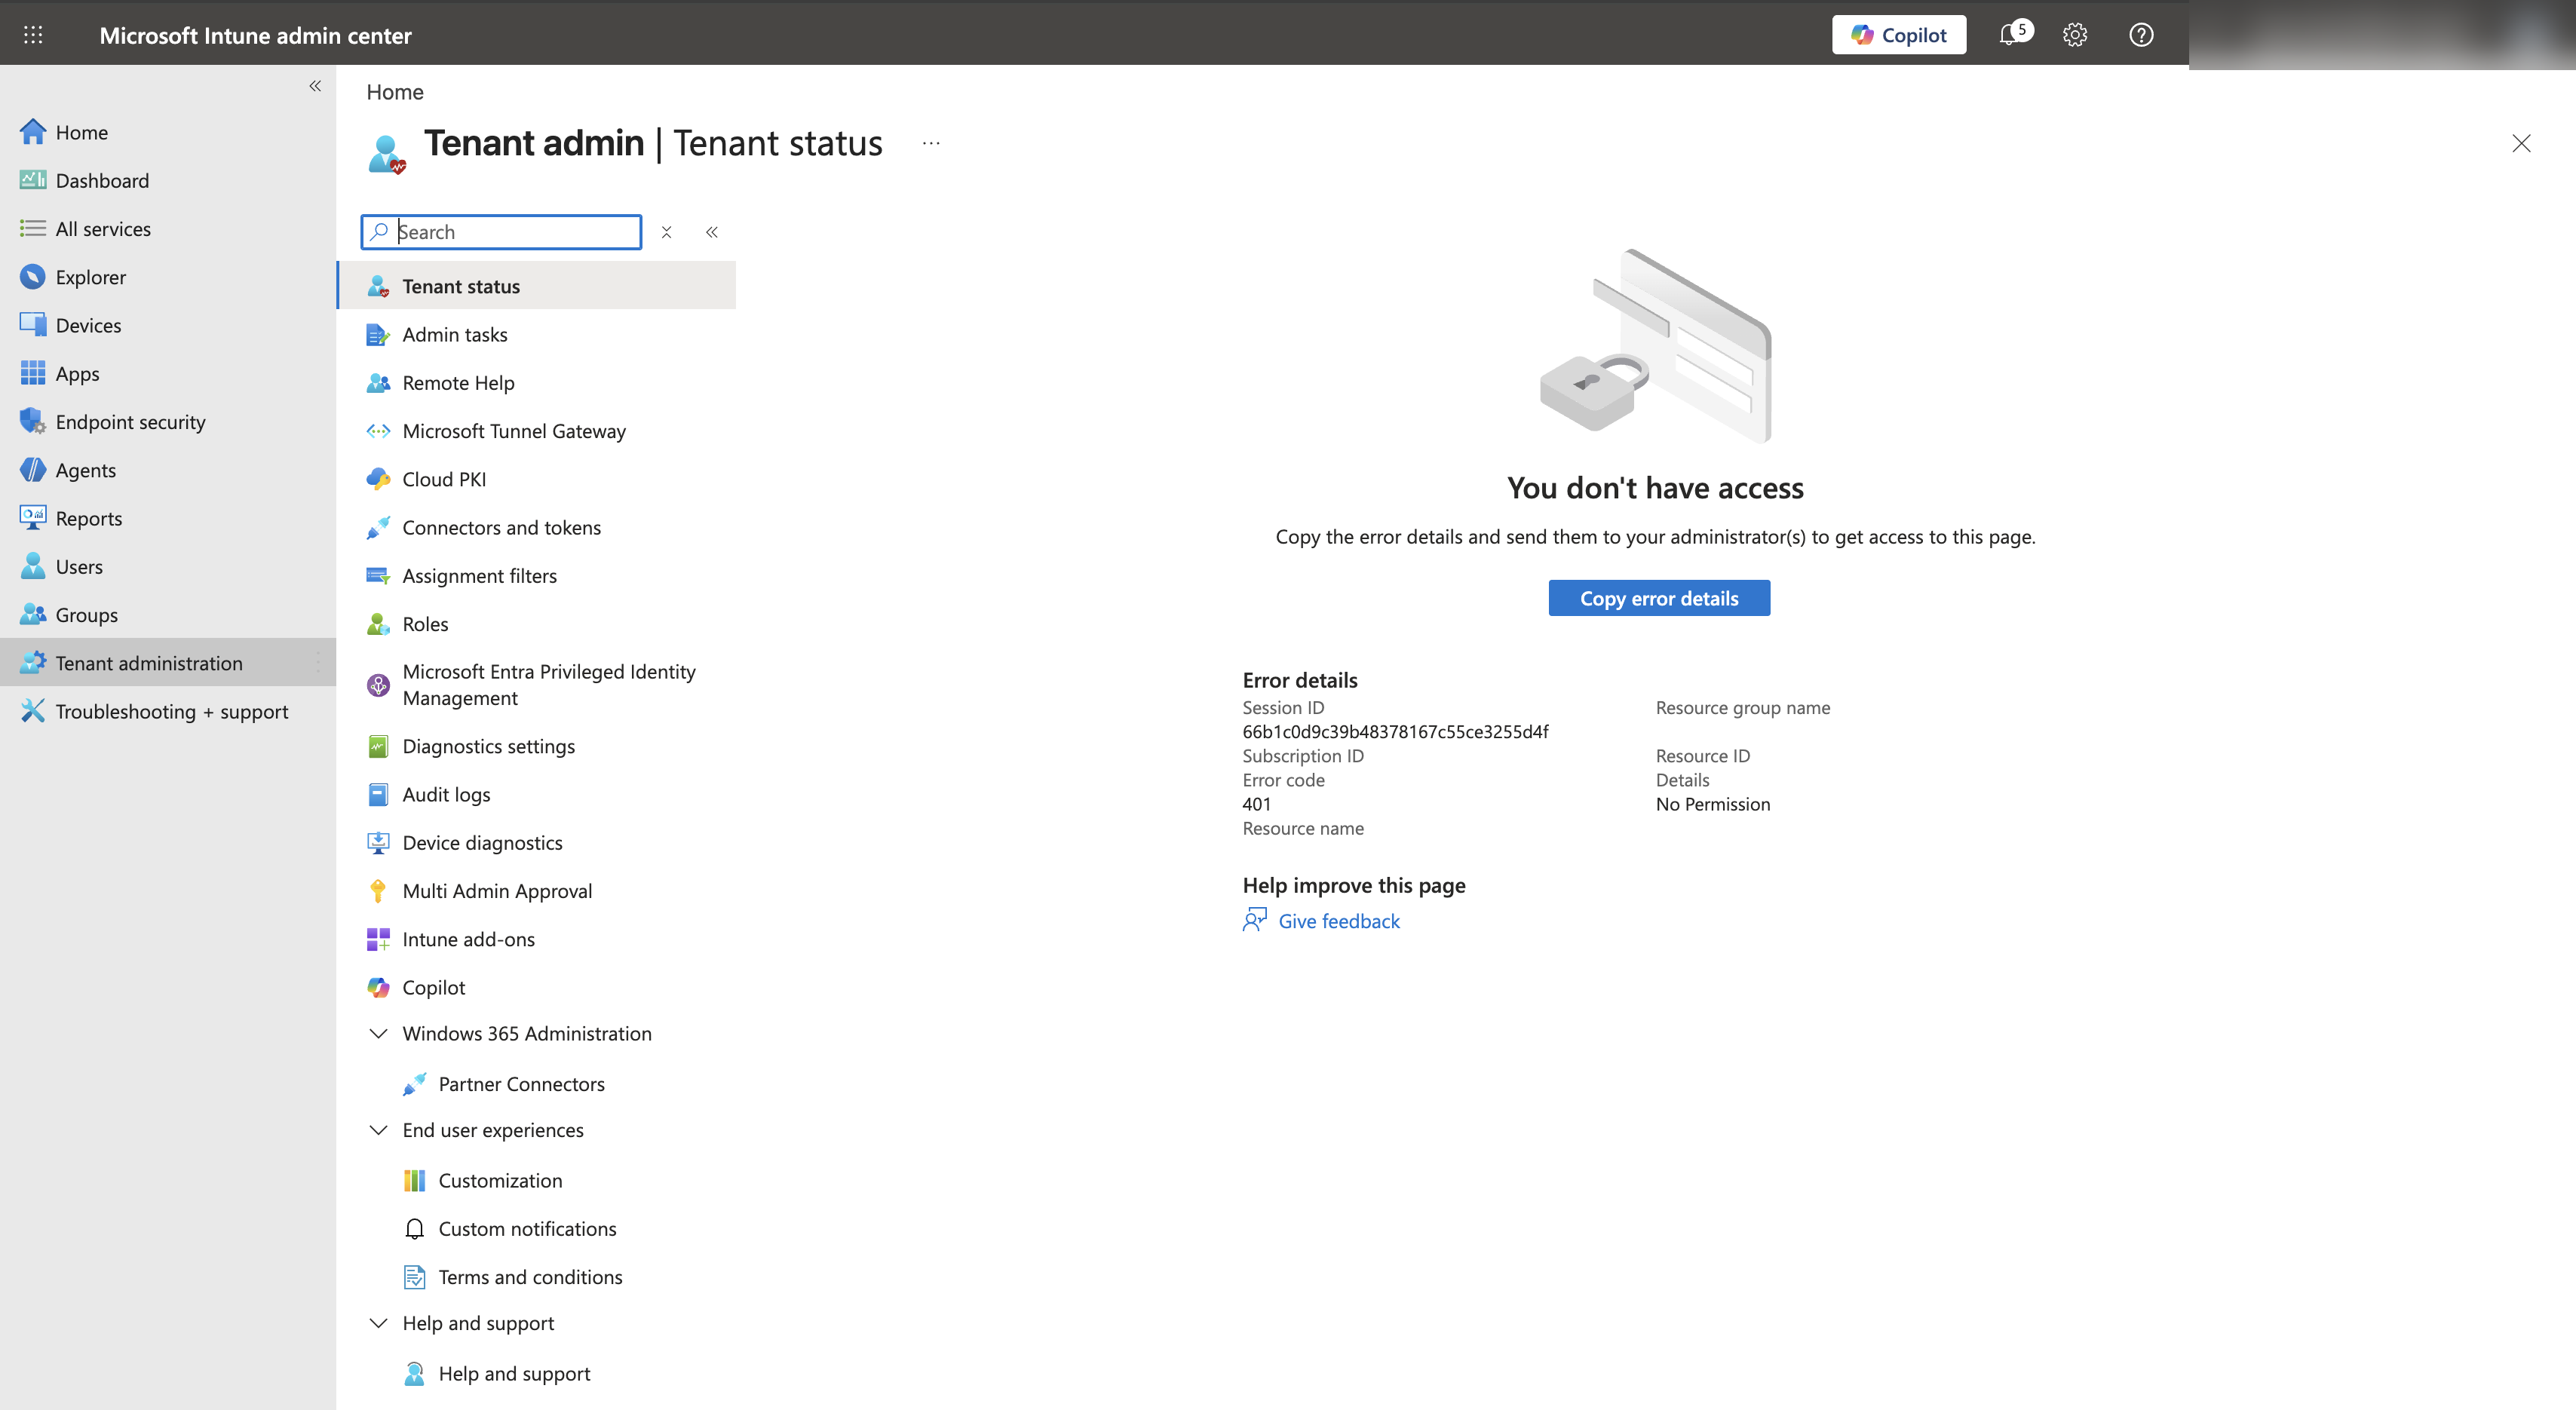 Microsoft Intune admin center
Copilot
5
Home
Dashboard
All services
Explorer
Devices
Apps
Endpoint security
Agents
Reports
Users
Groups
Tenant administration
Troubleshooting + support
Home
Tenant admin | Tenant status
Search
Tenant status
Admin tasks
Remote Help
Microsoft Tunnel Gateway
Cloud PKI
Connectors and tokens
Assignment filters
Roles
Microsoft Entra Privileged Identity
Management
Diagnostics settings
Audit logs
Device diagnostics
Multi Admin Approval
Intune add-ons
Copilot
Windows 365 Administration
Partner Connectors
End user experiences
Customization
Custom notifications
Terms and conditions
Help and support
Help and support
You don't have access
Copy the error details and send them to your administrator(s) to get access to this page.
Copy error details
Error details
Session ID
66b1c0d9c39b48378167c55ce3255d4f
Subscription ID
Error code
401
Resource name
Resource group name
Resource ID
Details
No Permission
Help improve this page
Give feedback